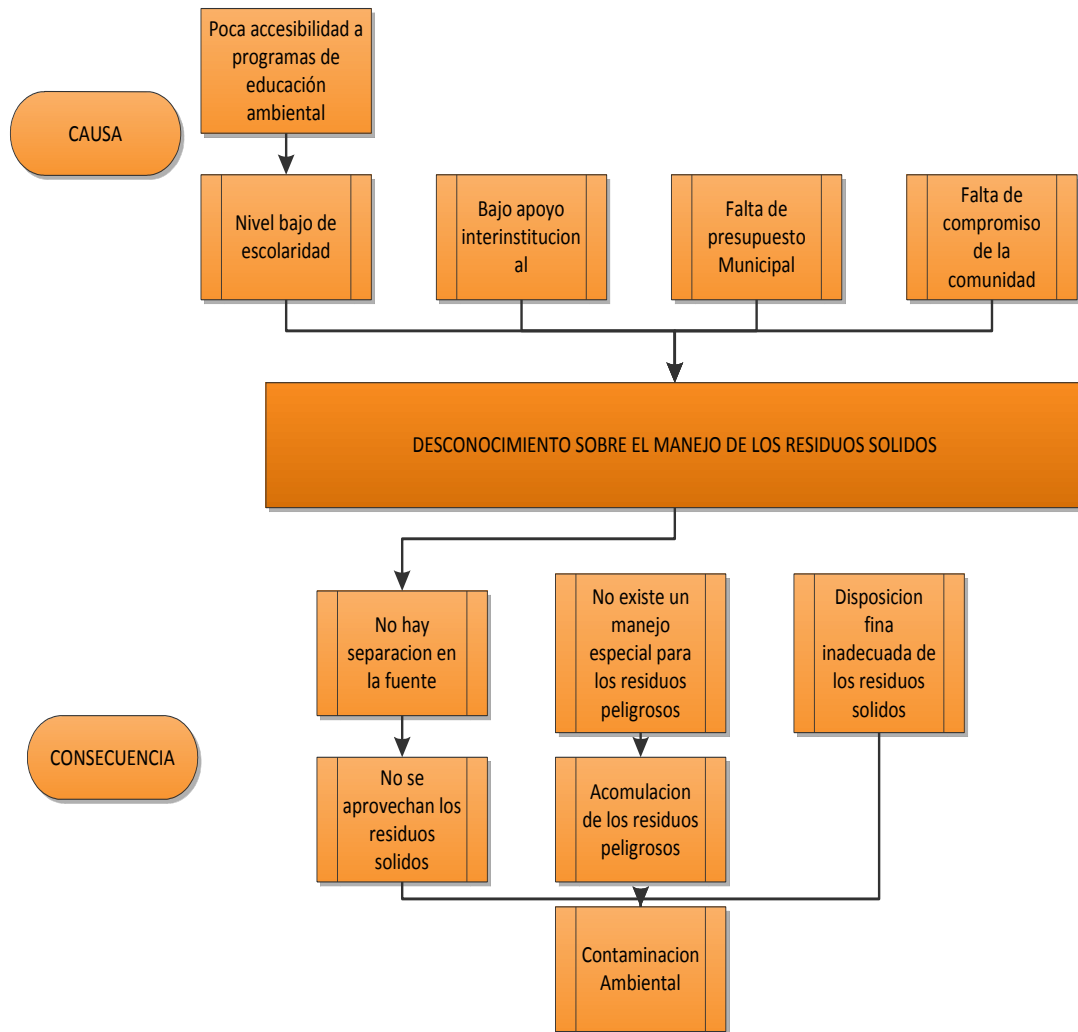 Poca accesibilidad a
programas de
educación
ambiental
CAUSA
Nivel bajo de
escolaridad
Bajo apoyo
interinstitucion
al
Falta de
presupuesto
Municipal
Falta de
compromiso
de la
comunidad
DESCONOCIMIENTO SOBRE EL MANEJO DE LOS RESIDUOS SOLIDOS
No hay
separacion en
la fuente
No existe un
manejo
especial para
los residuos
peligrosos
Disposicion
fina
inadecuada de
los residuos
solidos
CONSECUENCIA
No se
aprovechan los
residuos
solidos
Acomulacion
de los residuos
peligrosos
Contaminacion
Ambiental